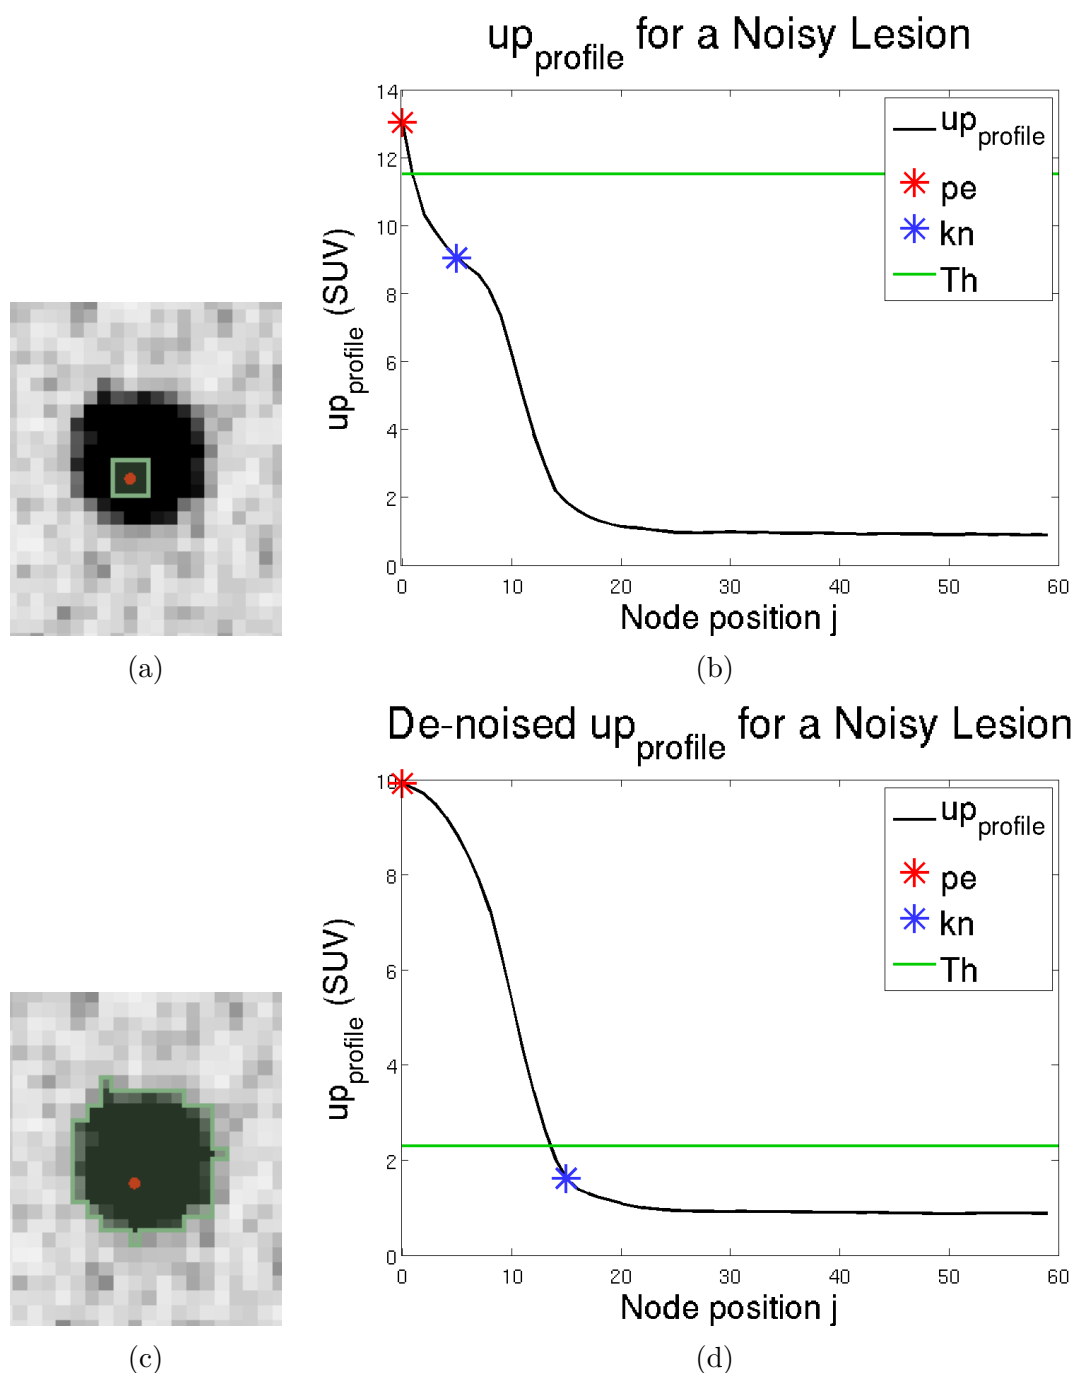 up_profile for a Noisy Lesion
14
12
10
8
6
4
2
0
up_profile (SUV)
up_profile
pe
kn
Th
0 10 20 30 40 50 60
Node position j
(a)
(b)
De-noised up_profile for a Noisy Lesion
10
8
6
4
2
0
up_profile (SUV)
up_profile
pe
kn
Th
0 10 20 30 40 50 60
Node position j
(c)
(d)